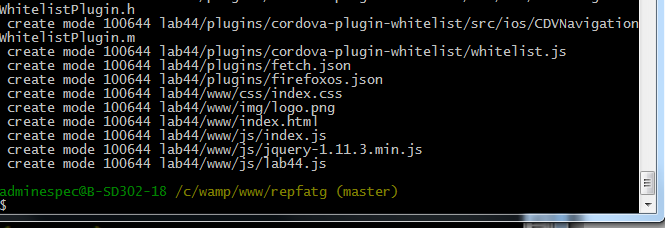 WhitelistPlugin.h
create mode 100644 lab44/plugins/cordova-plugin-whitelist/src/ios/CDVNavigation
WhitelistPlugin.m
create mode 100644 lab44/plugins/cordova-plugin-whitelist/whitelist.js
create mode 100644 lab44/plugins/fetch.json
create mode 100644 lab44/plugins/firefoxos.json
create mode 100644 lab44/www/css/index.css
create mode 100644 lab44/www/img/logo.png
create mode 100644 lab44/www/index.html
create mode 100644 lab44/www/js/index.js
create mode 100644 lab44/www/js/jquery-1.11.3.min.js
create mode 100644 lab44/www/js/lab44.js
adminespec@B-SD302-18 /c/wamp/www/repfatg (master)
$